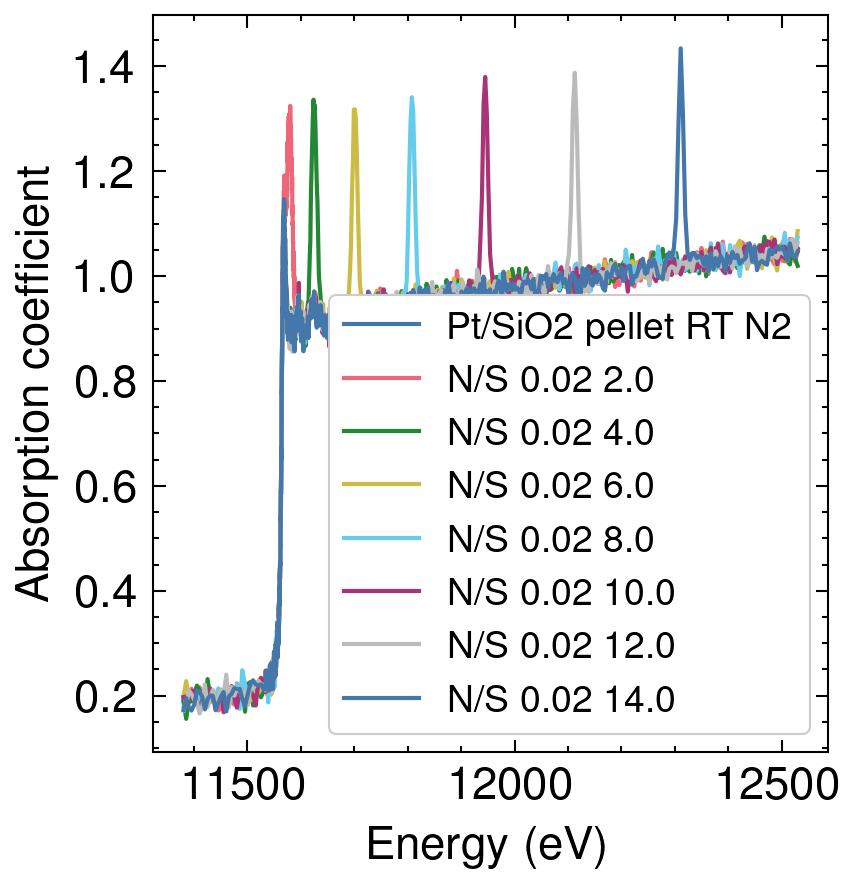 Absorption coefficient
1.4
1.2
1.0
0.8
0.6
0.4
0.2
Pt/SiO2 pellet RT N2
N/S 0.02 2.0
N/S 0.02 4.0
N/S 0.02 6.0
N/S 0.02 8.0
N/S 0.02 10.0
N/S 0.02 12.0
N/S 0.02 14.0
11500 12000 12500
Energy (eV)